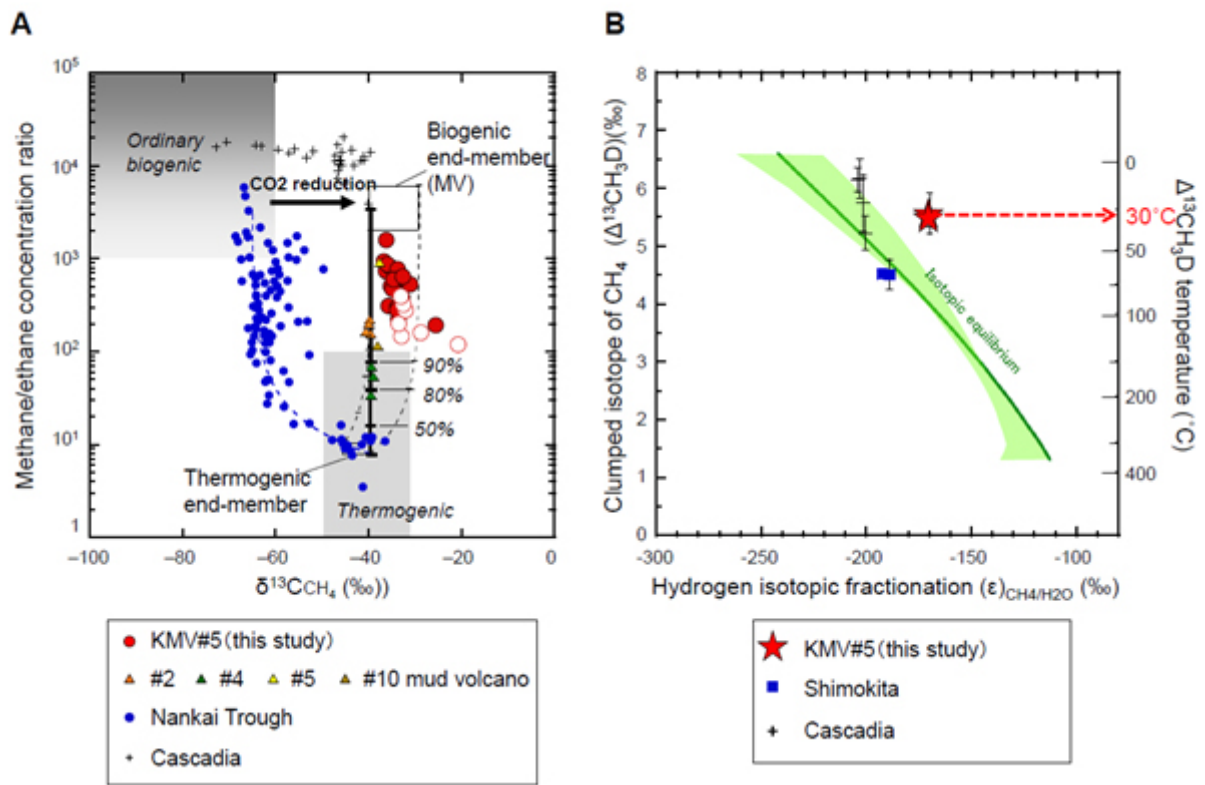 A
Methane/ethane concentration ratio
10⁵
10⁴
10³
10²
10¹
1
Ordinary
biogenic
CO2 reduction
Biogenic
end-member
(MV)
90%
80%
50%
Thermogenic
end-member
Thermogenic
–100
–80
–60
–40
–20
0
δ¹³CCH₄ (‰))
KMV#5(this study)
#2
#4
#5
#10 mud volcano
Nankai Trough
Cascadia
B
Clumped isotope of CH₄ (Δ¹³CH₃D)(‰)
8
7
6
5
4
3
2
1
0
Isotopic equilibrium
0
30°C
50
100
200
400
Δ¹³CH₃D temperature (°C)
-300
-250
-200
-150
-100
Hydrogen isotopic fractionation (ε)CH4/H2O (‰)
KMV#5(this study)
Shimokita
Cascadia